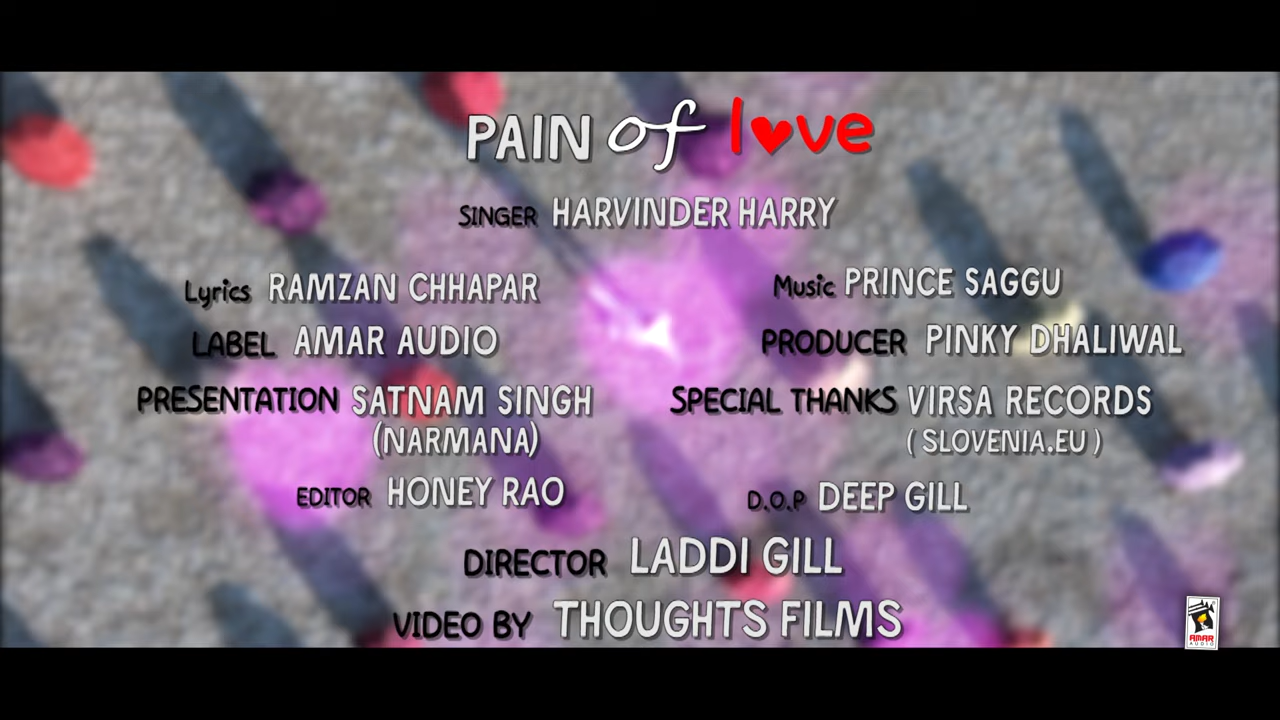 PAIN of love
SINGER HARVINDER HARRY
Lyrics RAMZAN CHHAPAR
Music PRINCE SAGGU
LABEL AMAR AUDIO
PRODUCER PINKY DHALIWAL
PRESENTATION SATNAM SINGH
(NARMANA)
SPECIAL THANKS VIRSA RECORDS
( SLOVENIA.EU )
EDITOR HONEY RAO
D.O.P DEEP GILL
DIRECTOR LADDI GILL
VIDEO BY THOUGHTS FILMS
AMAR
AUDIO